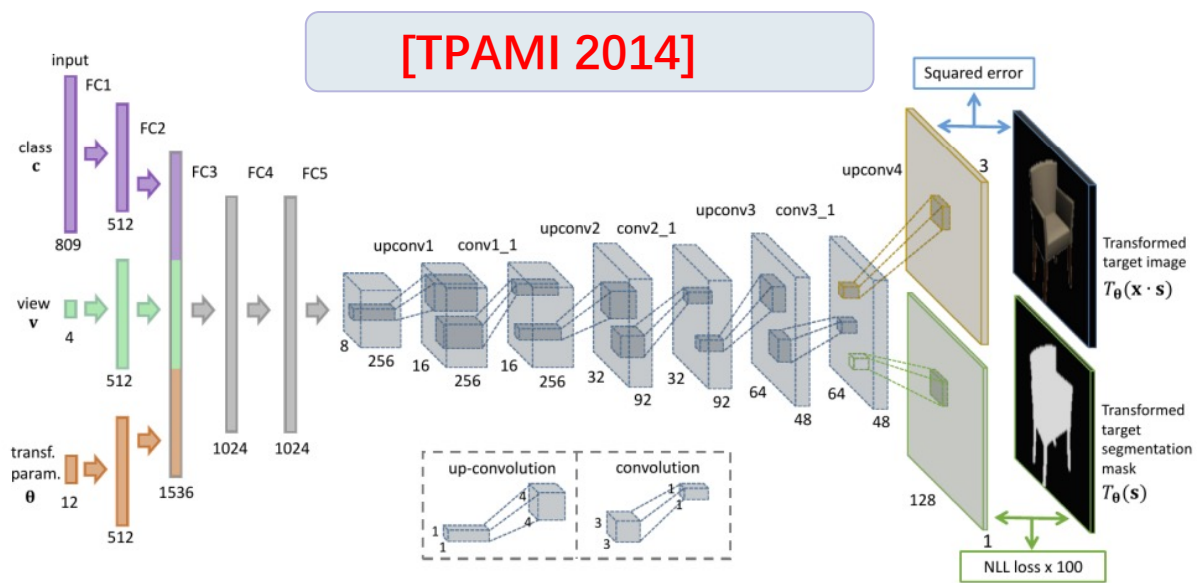 [TPAMI 2014]
input
FC1
FC2
FC3
FC4
FC5
class
c
809
512
view
v
4
512
transf.
param.
θ
12
512
1536
1024
1024
upconv1
conv1_1
upconv2
conv2_1
upconv3
conv3_1
upconv4
8
256
16
256
16
256
32
92
32
92
64
48
64
48
3
128
1
Squared error
Transformed
target image
Tθ(x · s)
Transformed
target
segmentation
mask
Tθ(s)
NLL loss x 100
up-convolution
1
1
4
4
convolution
3
3
1
1